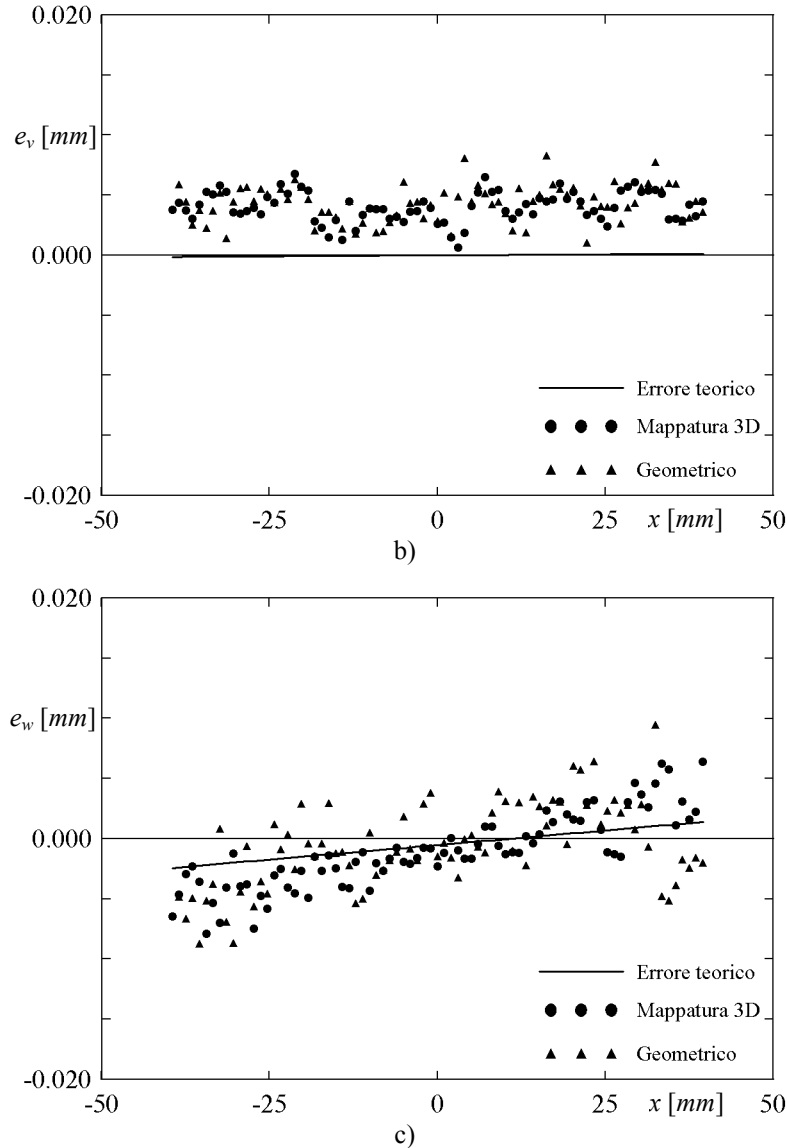 0.020
e_v [mm]
0.000
Errore teorico
Mappatura 3D
Geometrico
-0.020
-50 -25 0 25 x [mm] 50
b)
0.020
e_w [mm]
0.000
Errore teorico
Mappatura 3D
Geometrico
-0.020
-50 -25 0 25 x [mm] 50
c)